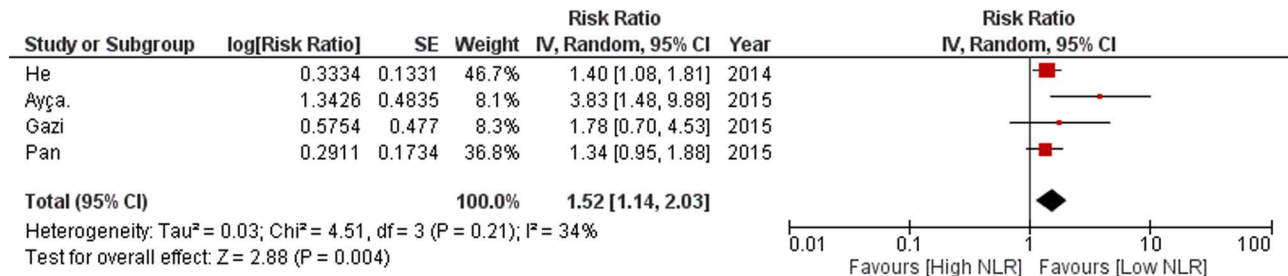 Risk Ratio Risk Ratio
Study or Subgroup log[Risk Ratio] SE Weight IV, Random, 95% CI Year IV, Random, 95% CI
He 0.3334 0.1331 46.7% 1.40 [1.08, 1.81] 2014
Ayça. 1.3426 0.4835 8.1% 3.83 [1.48, 9.88] 2015
Gazi 0.5754 0.477 8.3% 1.78 [0.70, 4.53] 2015
Pan 0.2911 0.1734 36.8% 1.34 [0.95, 1.88] 2015
Total (95% CI) 100.0% 1.52 [1.14, 2.03]
Heterogeneity: Tau² = 0.03; Chi² = 4.51, df = 3 (P = 0.21); I² = 34%
Test for overall effect: Z = 2.88 (P = 0.004)
0.01 0.1 1 10 100
Favours [High NLR] Favours [Low NLR]